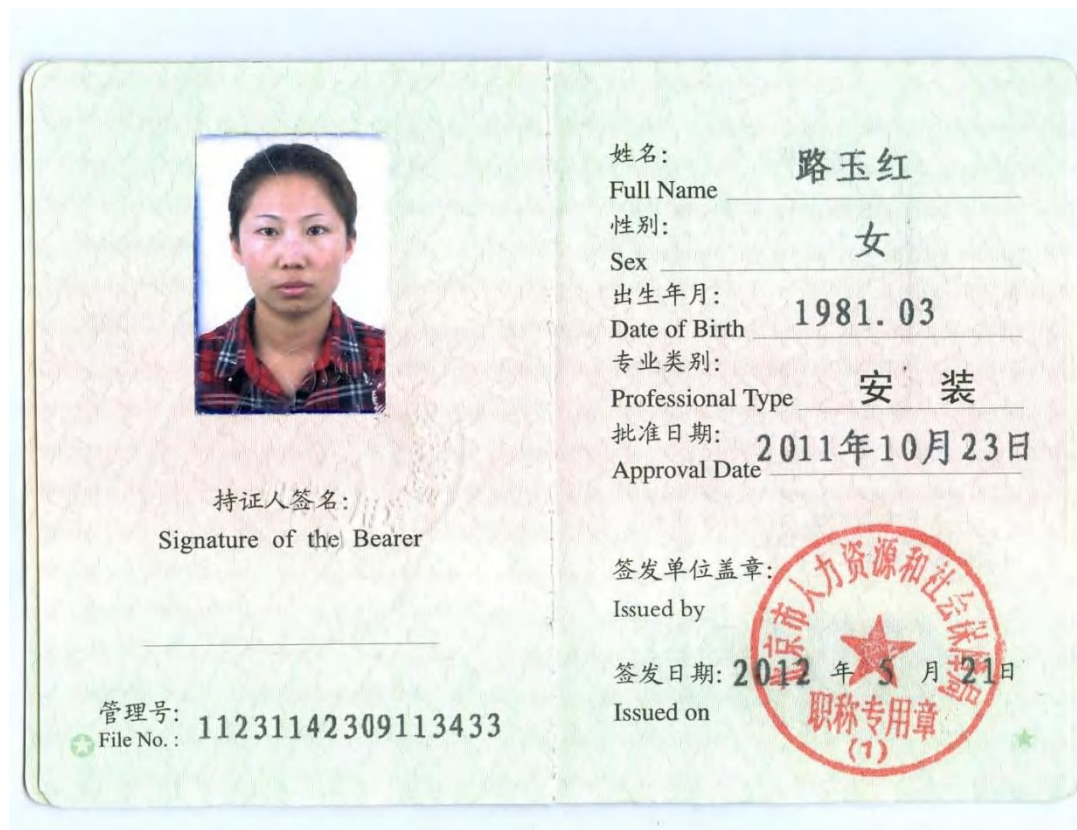 持证人签名:
Signature of the Bearer
管理号:
File No. : 11231142309113433
姓名: 路玉红
Full Name
性别: 女
Sex
出生年月: 1981. 03
Date of Birth
专业类别: 安 装
Professional Type
批准日期: 2011年10月23日
Approval Date
签发单位盖章:
Issued by
北京市人力资源和社会保障局
职称专用章
(1)
签发日期: 2012 年 5 月 21日
Issued on